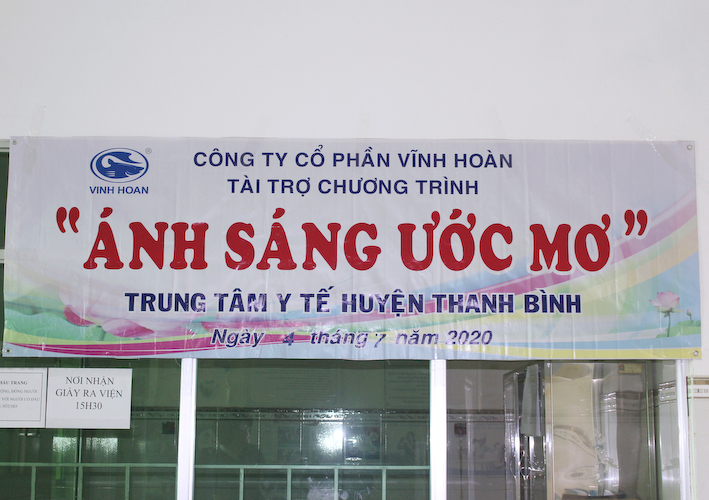 CÔNG TY CỔ PHẦN VĨNH HOÀN
VINH HOAN
TÀI TRỢ CHƯƠNG TRÌNH
“ÁNH SÁNG ƯỚC MƠ”
TRUNG TÂM Y TẾ HUYỆN THANH BÌNH
Ngày 4 tháng 7 năm 2020
NƠI NHẬN
GIẤY RA VIỆN
15H30
TRANG